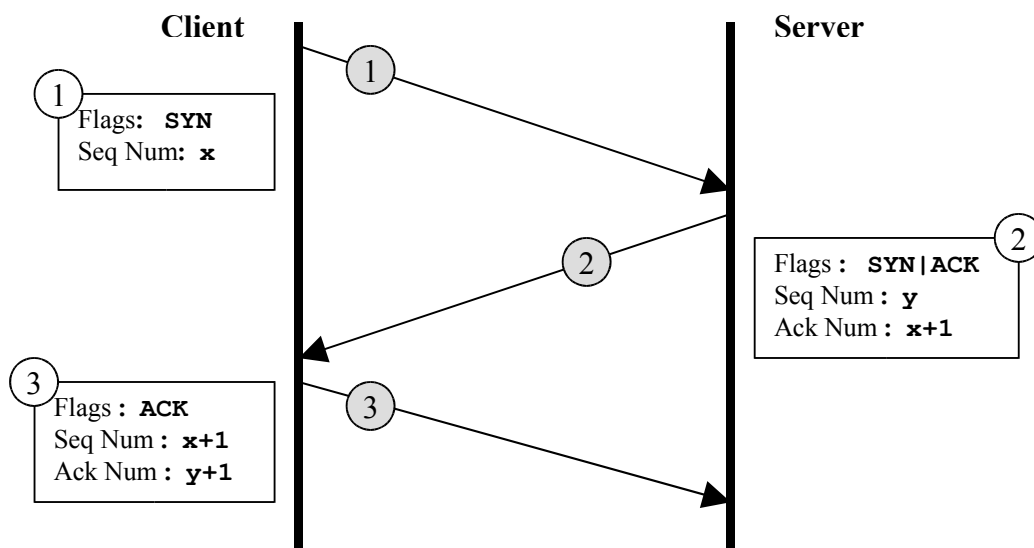 Client
Server
1
1
Flags: SYN
Seq Num: x
2
2
Flags : SYN|ACK
Seq Num : y
Ack Num : x+1
3
3
Flags : ACK
Seq Num : x+1
Ack Num : y+1